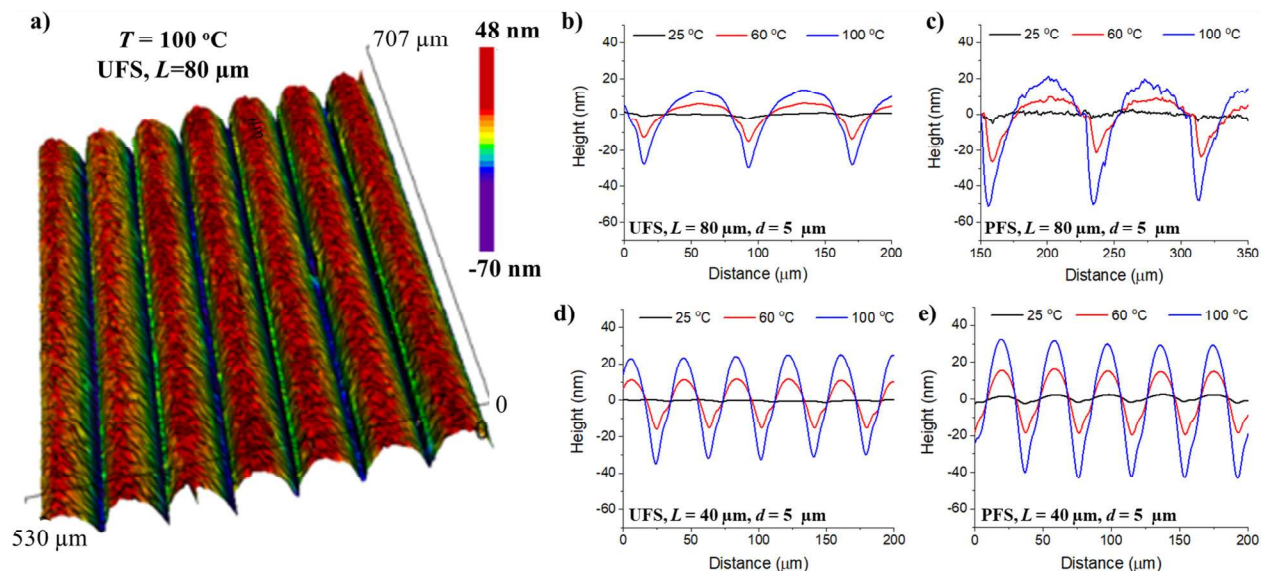 a)
T = 100 °C
UFS, L=80 μm
707 μm
48 nm
-70 nm
0
530 μm
b)
25 °C 60 °C 100 °C
Height (nm)
40
20
0
-20
-40
-60
UFS, L = 80 μm, d = 5 μm
0 50 100 150 200
Distance (μm)
c)
25 °C 60 °C 100 °C
Height (nm)
40
20
0
-20
-40
-60
PFS, L = 80 μm, d = 5 μm
150 200 250 300 350
Distance (μm)
d)
25 °C 60 °C 100 °C
Height (nm)
40
20
0
-20
-40
-60
UFS, L = 40 μm, d = 5 μm
0 50 100 150 200
Distance (μm)
e)
25 °C 60 °C 100 °C
Height (nm)
40
20
0
-20
-40
-60
PFS, L = 40 μm, d = 5 μm
0 50 100 150 200
Distance (μm)